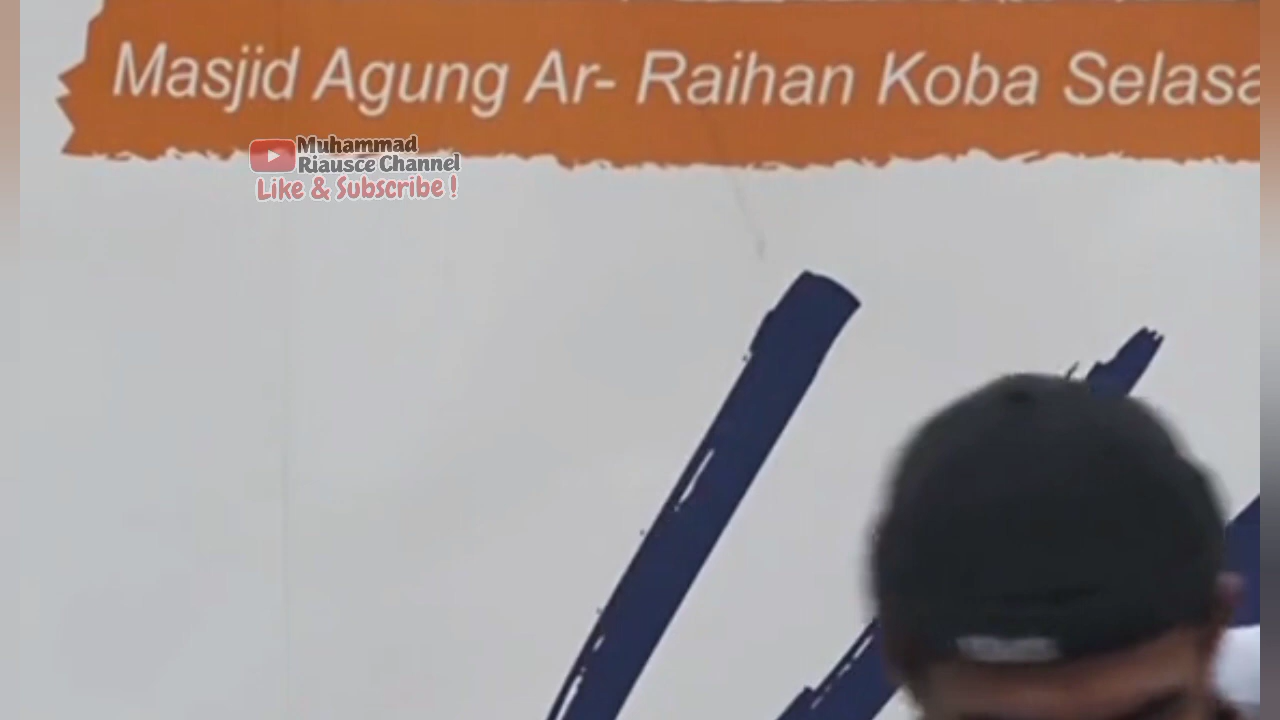 Masjid Agung Ar- Raihan Koba Selasa
Muhammad
Riausce Channel
Like & Subscribe !